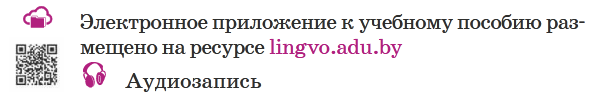 Электронное приложение к учебному пособию раз-
мещено на ресурсе lingvo.adu.by
Аудиозапись